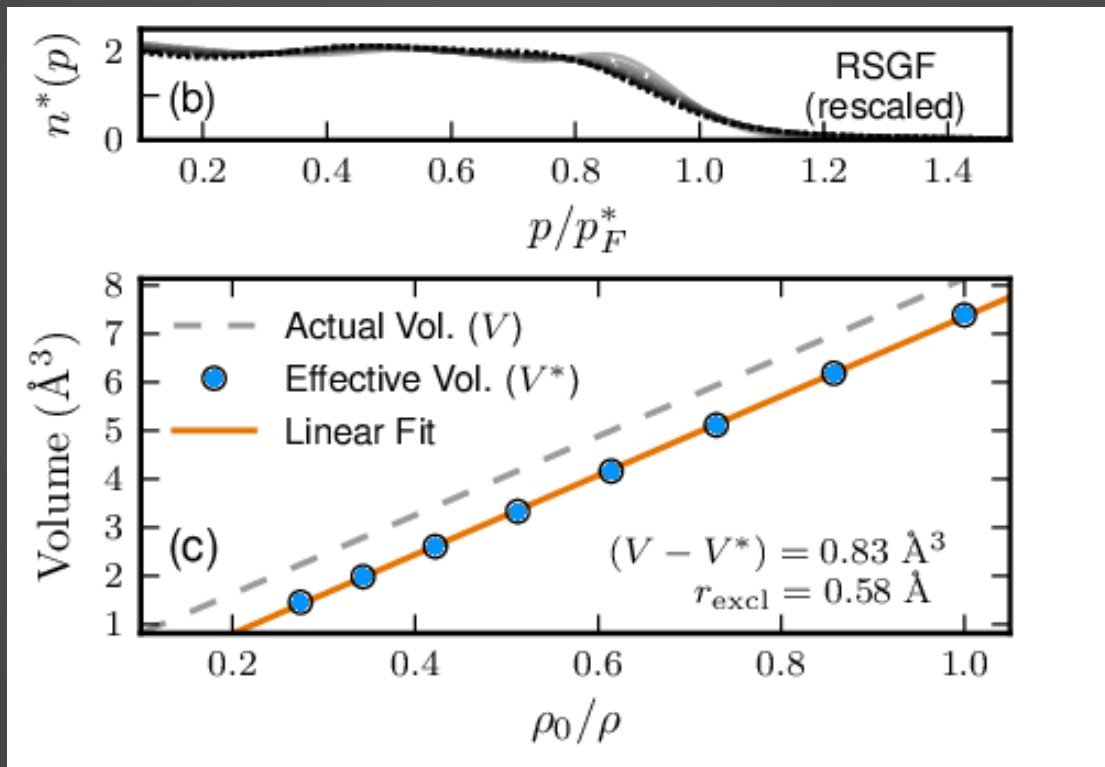 n*(p)
2
0
(b)
RSGF
(rescaled)
0.2 0.4 0.6 0.8 1.0 1.2 1.4
p/p*_F
Volume (Å³)
8
7
6
5
4
3
2
1
Actual Vol. (V)
Effective Vol. (V*)
Linear Fit
(c)
(V − V*) = 0.83 Å³
r_excl = 0.58 Å
0.2 0.4 0.6 0.8 1.0
ρ₀/ρ